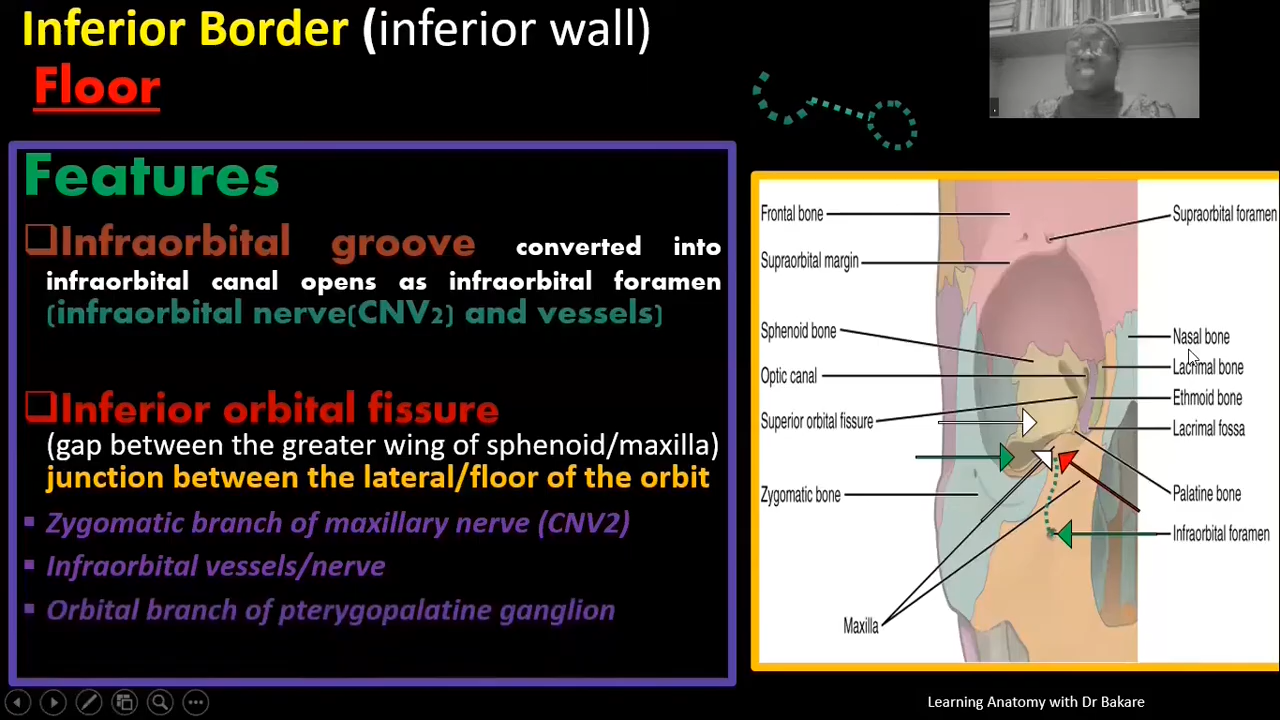 Inferior Border (inferior wall)
Floor
Features
Infraorbital groove converted into
infraorbital canal opens as infraorbital foramen
(infraorbital nerve(CNV2) and vessels)
Inferior orbital fissure
(gap between the greater wing of sphenoid/maxilla)
junction between the lateral/floor of the orbit
Zygomatic branch of maxillary nerve (CNV2)
Infraorbital vessels/nerve
Orbital branch of pterygopalatine ganglion
Frontal bone
Supraorbital margin
Sphenoid bone
Optic canal
Superior orbital fissure
Zygomatic bone
Maxilla
Supraorbital foramen
Nasal bone
Lacrimal bone
Ethmoid bone
Lacrimal fossa
Palatine bone
Infraorbital foramen
Learning Anatomy with Dr Bakare